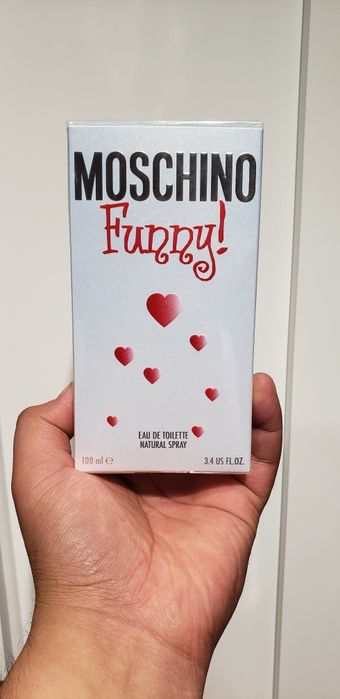 MOSCHINO
Funny!
EAU DE TOILETTE
NATURAL SPRAY
100 ml ℮ 3.4 US FL.OZ.